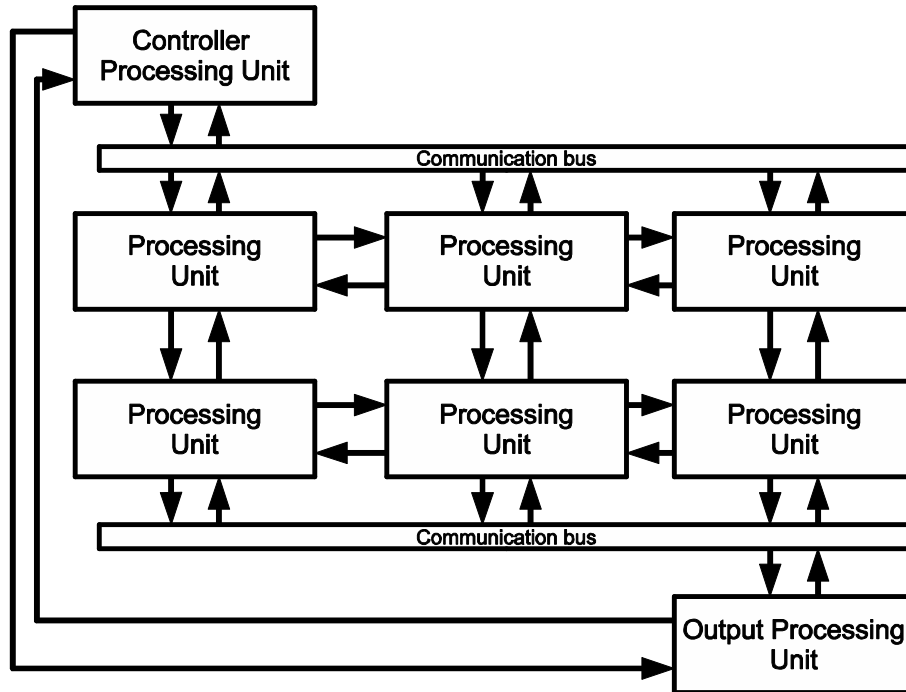 Controller
Processing Unit
Communication bus
Processing
Unit
Processing
Unit
Processing
Unit
Processing
Unit
Processing
Unit
Processing
Unit
Communication bus
Output Processing
Unit